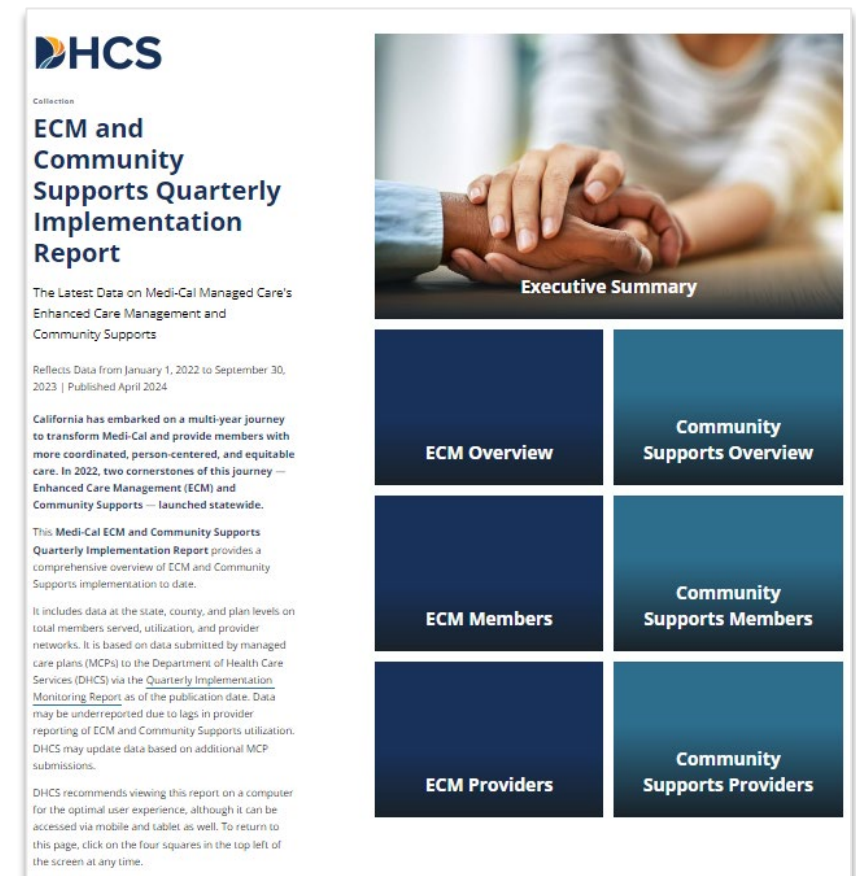 DHCS
Collection
ECM and
Community
Supports Quarterly
Implementation
Report
The Latest Data on Medi-Cal Managed Care's
Enhanced Care Management and
Community Supports
Reflects Data from January 1, 2022 to September 30,
2023 | Published April 2024
California has embarked on a multi-year journey
to transform Medi-Cal and provide members with
more coordinated, person-centered, and equitable
care. In 2022, two cornerstones of this journey —
Enhanced Care Management (ECM) and
Community Supports — launched statewide.
This Medi-Cal ECM and Community Supports
Quarterly Implementation Report provides a
comprehensive overview of ECM and Community
Supports implementation to date.
It includes data at the state, county, and plan levels on
total members served, utilization, and provider
networks. It is based on data submitted by managed
care plans (MCPs) to the Department of Health Care
Services (DHCS) via the Quarterly Implementation
Monitoring Report as of the publication date. Data
may be underreported due to lags in provider
reporting of ECM and Community Supports utilization.
DHCS may update data based on additional MCP
submissions.
DHCS recommends viewing this report on a computer
for the optimal user experience, although it can be
accessed via mobile and tablet as well. To return to
this page, click on the four squares in the top left of
the screen at any time.
Executive Summary
ECM Overview
Community
Supports Overview
ECM Members
Community
Supports Members
ECM Providers
Community
Supports Providers